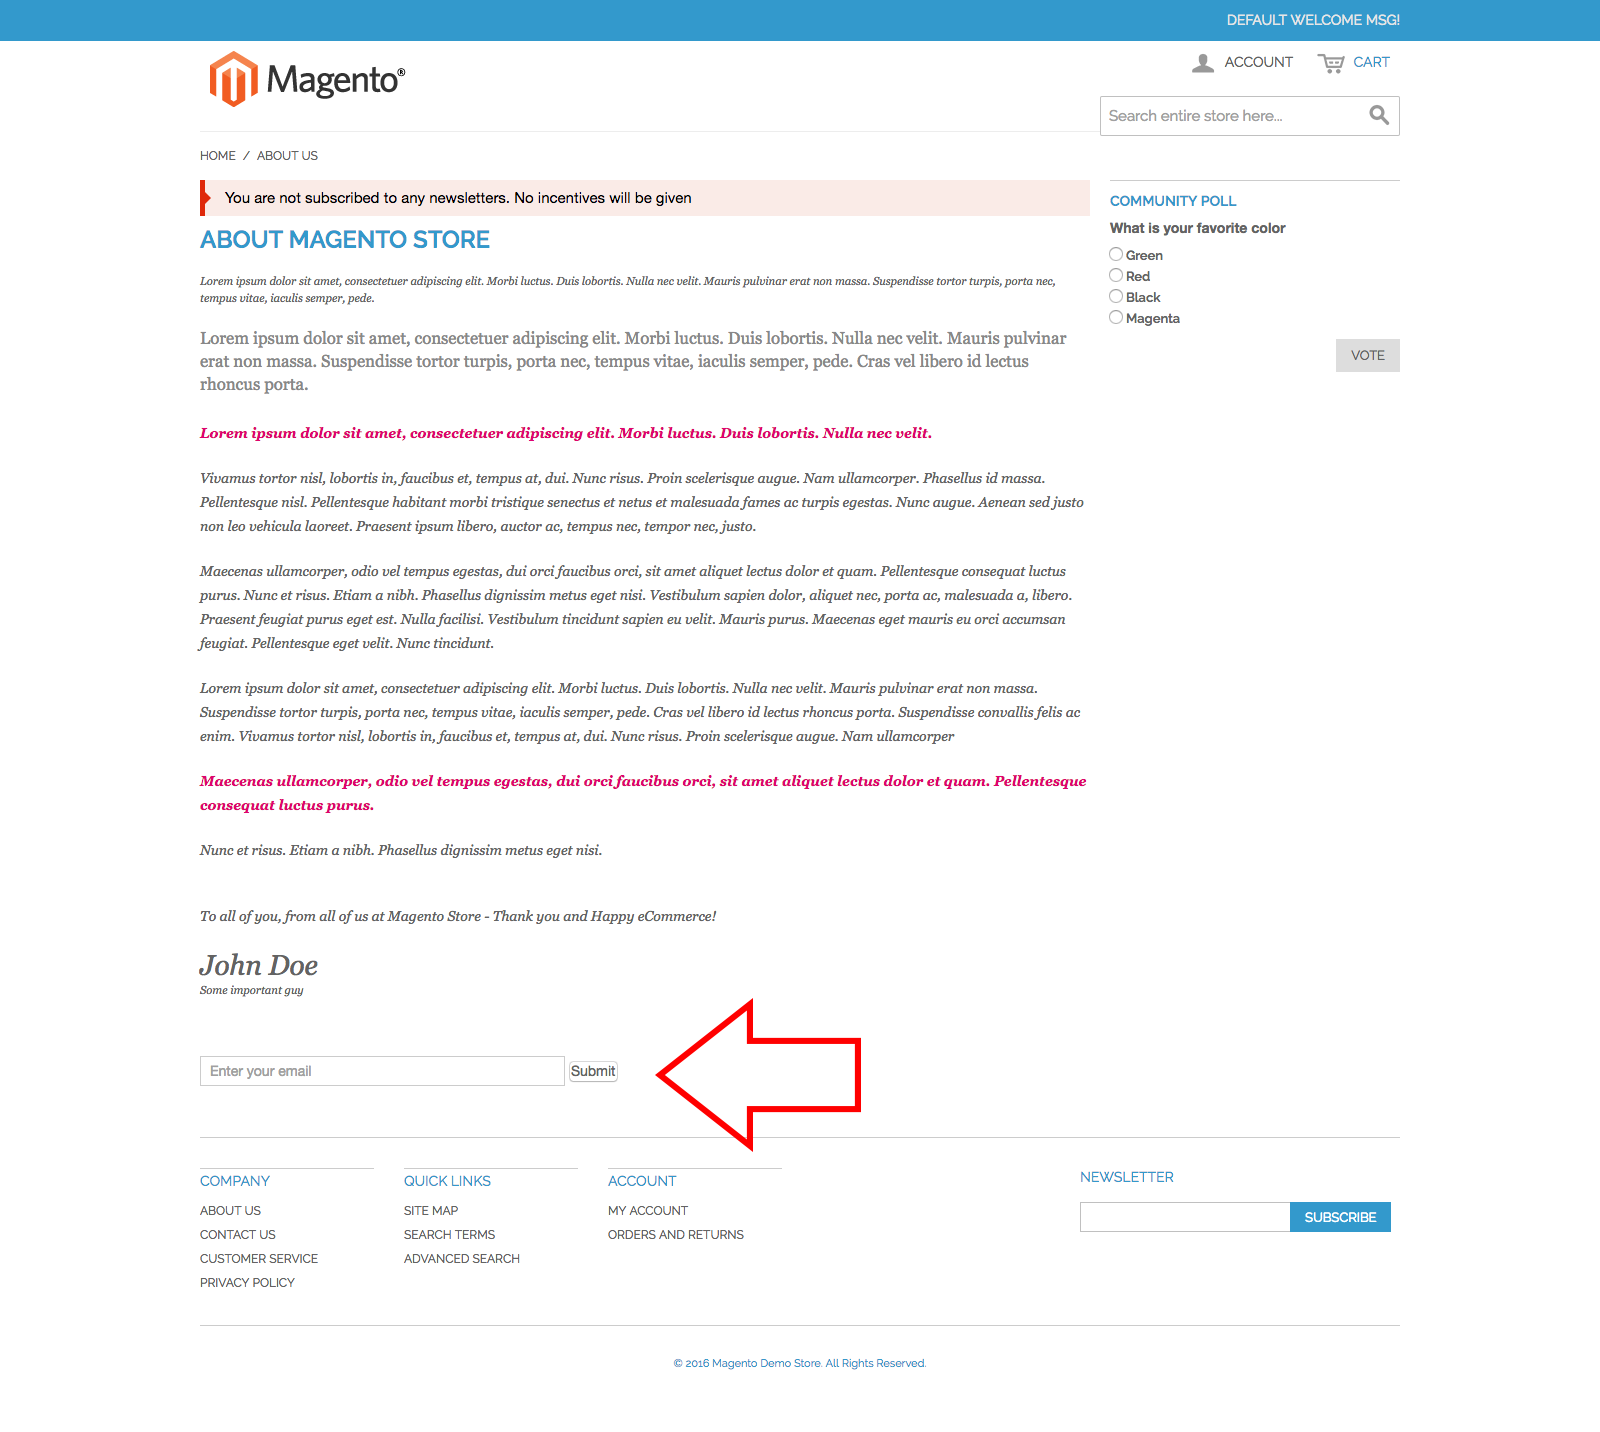 DEFAULT WELCOME MSG!
Magento®
ACCOUNT CART
Search entire store here...
HOME / ABOUT US
You are not subscribed to any newsletters. No incentives will be given
ABOUT MAGENTO STORE
Lorem ipsum dolor sit amet, consectetuer adipiscing elit. Morbi luctus. Duis lobortis. Nulla nec velit. Mauris pulvinar erat non massa. Suspendisse tortor turpis, porta nec,
tempus vitae, iaculis semper, pede.
Lorem ipsum dolor sit amet, consectetuer adipiscing elit. Morbi luctus. Duis lobortis. Nulla nec velit. Mauris pulvinar
erat non massa. Suspendisse tortor turpis, porta nec, tempus vitae, iaculis semper, pede. Cras vel libero id lectus
rhoncus porta.
Lorem ipsum dolor sit amet, consectetuer adipiscing elit. Morbi luctus. Duis lobortis. Nulla nec velit.
Vivamus tortor nisl, lobortis in, faucibus et, tempus at, dui. Nunc risus. Proin scelerisque augue. Nam ullamcorper. Phasellus id massa.
Pellentesque nisl. Pellentesque habitant morbi tristique senectus et netus et malesuada fames ac turpis egestas. Nunc augue. Aenean sed justo
non leo vehicula laoreet. Praesent ipsum libero, auctor ac, tempus nec, tempor nec, justo.
Maecenas ullamcorper, odio vel tempus egestas, dui orci faucibus orci, sit amet aliquet lectus dolor et quam. Pellentesque consequat luctus
purus. Nunc et risus. Etiam a nibh. Phasellus dignissim metus eget nisi. Vestibulum sapien dolor, aliquet nec, porta ac, malesuada a, libero.
Praesent feugiat purus eget est. Nulla facilisi. Vestibulum tincidunt sapien eu velit. Mauris purus. Maecenas eget mauris eu orci accumsan
feugiat. Pellentesque eget velit. Nunc tincidunt.
Lorem ipsum dolor sit amet, consectetuer adipiscing elit. Morbi luctus. Duis lobortis. Nulla nec velit. Mauris pulvinar erat non massa.
Suspendisse tortor turpis, porta nec, tempus vitae, iaculis semper, pede. Cras vel libero id lectus rhoncus porta. Suspendisse convallis felis ac
enim. Vivamus tortor nisl, lobortis in, faucibus et, tempus at, dui. Nunc risus. Proin scelerisque augue. Nam ullamcorper
Maecenas ullamcorper, odio vel tempus egestas, dui orci faucibus orci, sit amet aliquet lectus dolor et quam. Pellentesque
consequat luctus purus.
Nunc et risus. Etiam a nibh. Phasellus dignissim metus eget nisi.
To all of you, from all of us at Magento Store - Thank you and Happy eCommerce!
John Doe
Some important guy
Enter your email Submit
COMMUNITY POLL
What is your favorite color
Green
Red
Black
Magenta
VOTE
COMPANY
ABOUT US
CONTACT US
CUSTOMER SERVICE
PRIVACY POLICY
QUICK LINKS
SITE MAP
SEARCH TERMS
ADVANCED SEARCH
ACCOUNT
MY ACCOUNT
ORDERS AND RETURNS
NEWSLETTER
SUBSCRIBE
© 2016 Magento Demo Store. All Rights Reserved.